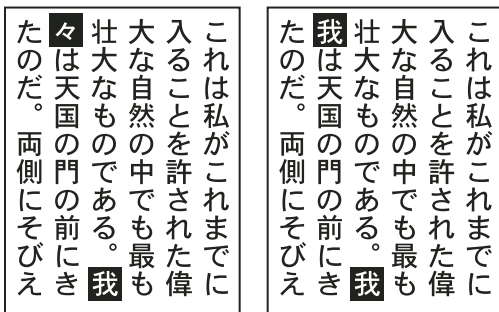 これは私がこれまでに
入ることを許された偉
大な自然の中でも最も
壮大なものである。我
我は天国の門の前にき
たのだ。両側にそびえ
これは私がこれまでに
入ることを許された偉
大な自然の中でも最も
壮大なものである。我
々は天国の門の前にき
たのだ。両側にそびえ